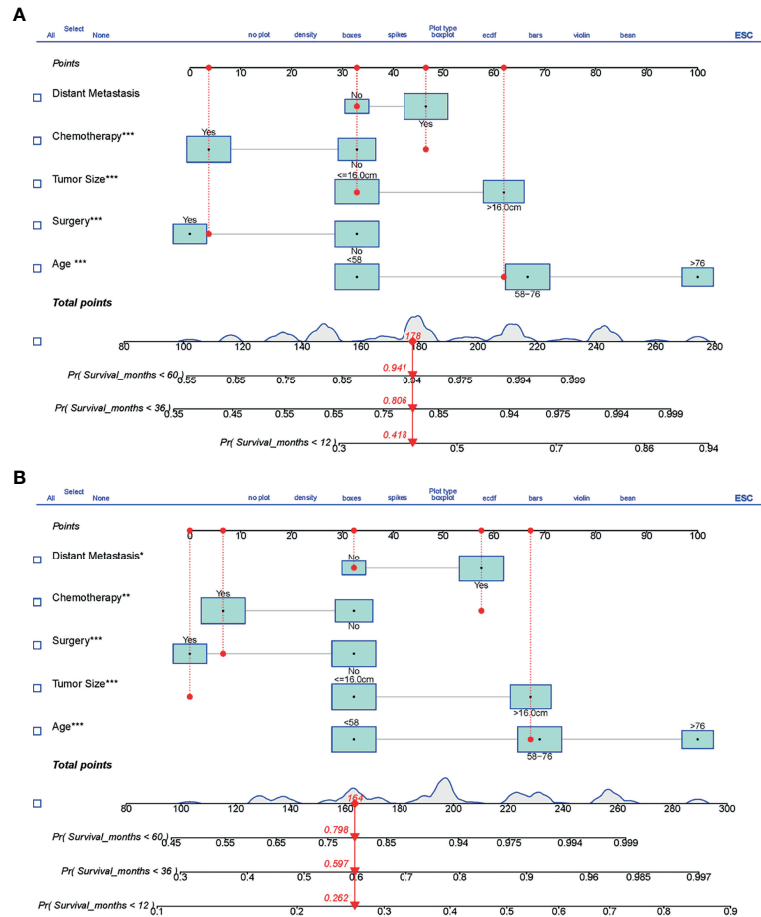 A
All Select None no plot density boxes spikes Plot type boxplot ecdf bars violin bean ESC
Points
0 10 20 30 40 50 60 70 80 90 100
Distant Metastasis
No
Yes
Chemotherapy***
Yes
No
Tumor Size***
<=16.0cm
>16.0cm
Surgery***
Yes
No
Age ***
<58
58-76
>76
Total points
178
80 100 120 140 160 180 200 220 240 260 280
0.941
Pr( Survival_months < 60)
0.55 0.65 0.75 0.85 0.94 0.975 0.994 0.999
0.806
Pr( Survival_months < 36 )
0.35 0.45 0.55 0.65 0.75 0.85 0.94 0.975 0.994 0.999
0.418
Pr( Survival_months < 12 )
0.3 0.5 0.7 0.86 0.94
B
All Select None no plot density boxes spikes Plot type boxplot ecdf bars violin bean ESC
Points
0 10 20 30 40 50 60 70 80 90 100
Distant Metastasis*
No
Yes
Chemotherapy**
Yes
No
Surgery***
Yes
No
Tumor Size***
<=16.0cm
>16.0cm
Age***
<58
58-76
>76
Total points
164
80 100 120 140 160 180 200 220 240 260 280 300
0.798
Pr( Survival_months < 60)
0.45 0.55 0.65 0.75 0.85 0.94 0.975 0.994 0.999
0.597
Pr( Survival_months < 36)
0.3 0.4 0.5 0.6 0.7 0.8 0.9 0.96 0.985 0.997
0.262
Pr( Survival_months < 12 )
0.1 0.2 0.3 0.4 0.5 0.6 0.7 0.8 0.9